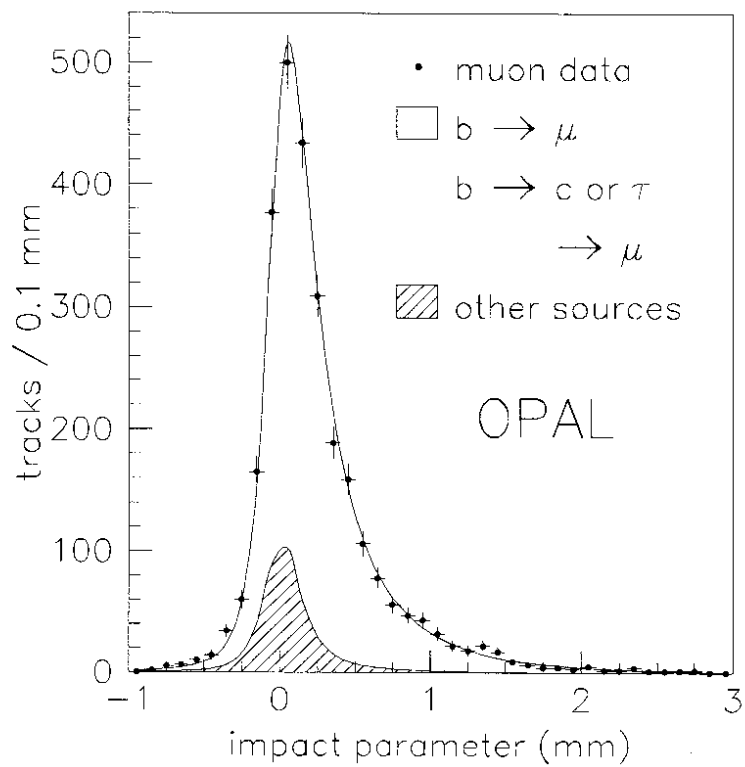 500
400
300
200
100
0
tracks / 0.1 mm
• muon data
b → μ
b → c or τ
→ μ
other sources
OPAL
−1 0 1 2 3
impact parameter (mm)